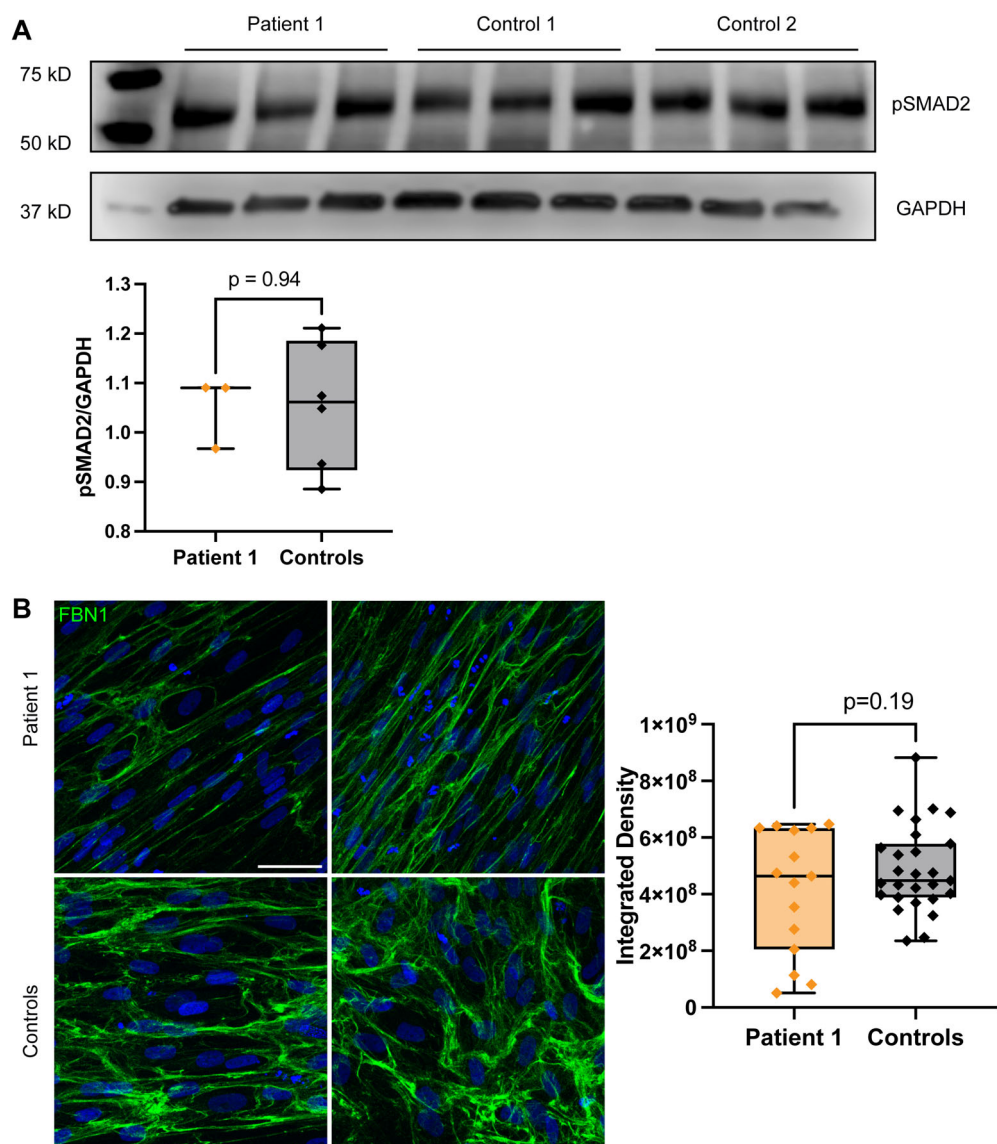 A
Patient 1 Control 1 Control 2
75 kD
pSMAD2
50 kD
37 kD
GAPDH
p = 0.94
1.3
1.2
1.1
1.0
0.9
0.8
pSMAD2/GAPDH
Patient 1 Controls
B
FBN1
Patient 1
Controls
p=0.19
1×10⁹
8×10⁸
6×10⁸
4×10⁸
2×10⁸
0
Integrated Density
Patient 1 Controls